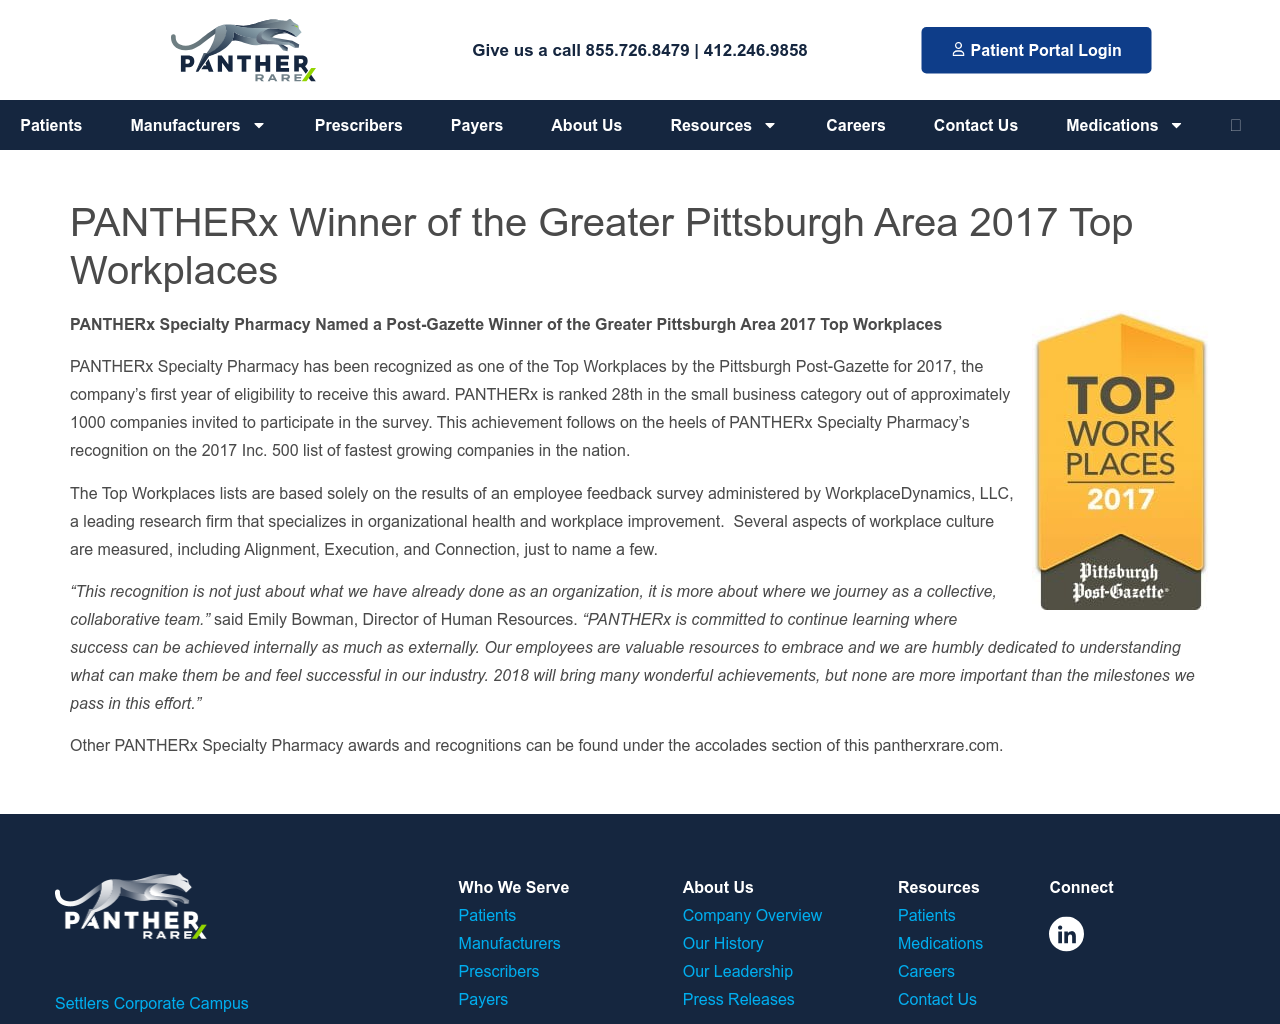 PANTHERx
RARE
Give us a call 855.726.8479 | 412.246.9858
Patient Portal Login
Patients
Manufacturers
Prescribers
Payers
About Us
Resources
Careers
Contact Us
Medications
PANTHERx Winner of the Greater Pittsburgh Area 2017 Top
Workplaces
PANTHERx Specialty Pharmacy Named a Post-Gazette Winner of the Greater Pittsburgh Area 2017 Top Workplaces
TOP
WORK
PLACES
2017
Pittsburgh
Post-Gazette®
PANTHERx Specialty Pharmacy has been recognized as one of the Top Workplaces by the Pittsburgh Post-Gazette for 2017, the
company’s first year of eligibility to receive this award. PANTHERx is ranked 28th in the small business category out of approximately
1000 companies invited to participate in the survey. This achievement follows on the heels of PANTHERx Specialty Pharmacy’s
recognition on the 2017 Inc. 500 list of fastest growing companies in the nation.
The Top Workplaces lists are based solely on the results of an employee feedback survey administered by WorkplaceDynamics, LLC,
a leading research firm that specializes in organizational health and workplace improvement.  Several aspects of workplace culture
are measured, including Alignment, Execution, and Connection, just to name a few.
“This recognition is not just about what we have already done as an organization, it is more about where we journey as a collective,
collaborative team.” said Emily Bowman, Director of Human Resources. “PANTHERx is committed to continue learning where
success can be achieved internally as much as externally. Our employees are valuable resources to embrace and we are humbly dedicated to understanding
what can make them be and feel successful in our industry. 2018 will bring many wonderful achievements, but none are more important than the milestones we
pass in this effort.”
Other PANTHERx Specialty Pharmacy awards and recognitions can be found under the accolades section of this pantherxrare.com.
PANTHERx
RARE
Settlers Corporate Campus
Who We Serve
Patients
Manufacturers
Prescribers
Payers
About Us
Company Overview
Our History
Our Leadership
Press Releases
Resources
Patients
Medications
Careers
Contact Us
Connect
in